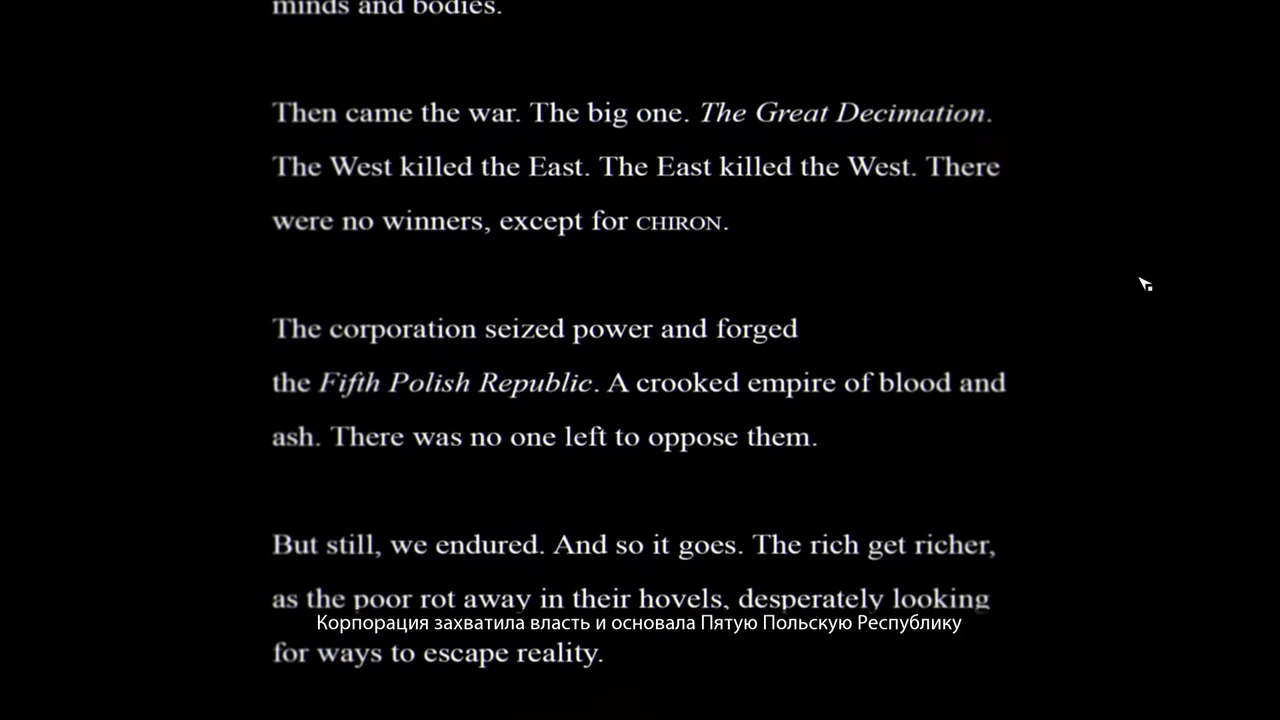 minds and bodies.
Then came the war. The big one. The Great Decimation.
The West killed the East. The East killed the West. There
were no winners, except for CHIRON.
The corporation seized power and forged
the Fifth Polish Republic. A crooked empire of blood and
ash. There was no one left to oppose them.
But still, we endured. And so it goes. The rich get richer,
as the poor rot away in their hovels, desperately looking
Корпорация захватила власть и основала Пятую Польскую Республику
for ways to escape reality.